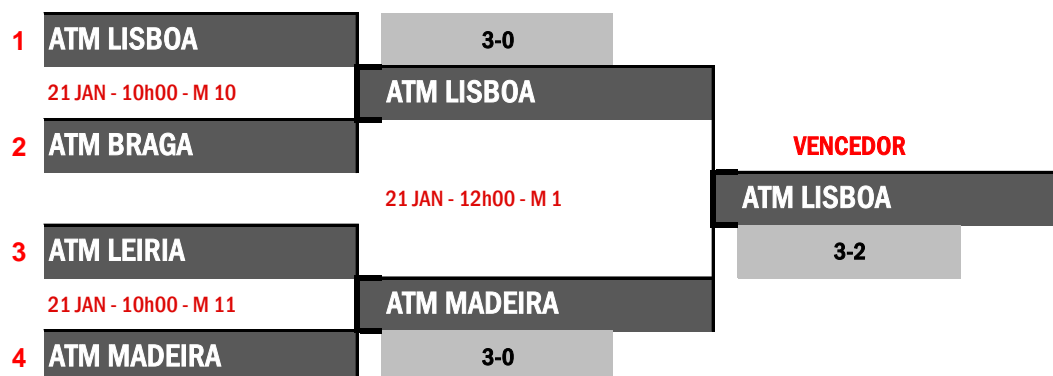 1 ATM LISBOA
3-0
21 JAN - 10h00 - M 10
ATM LISBOA
2 ATM BRAGA
VENCEDOR
21 JAN - 12h00 - M 1
ATM LISBOA
3 ATM LEIRIA
3-2
21 JAN - 10h00 - M 11
ATM MADEIRA
4 ATM MADEIRA
3-0